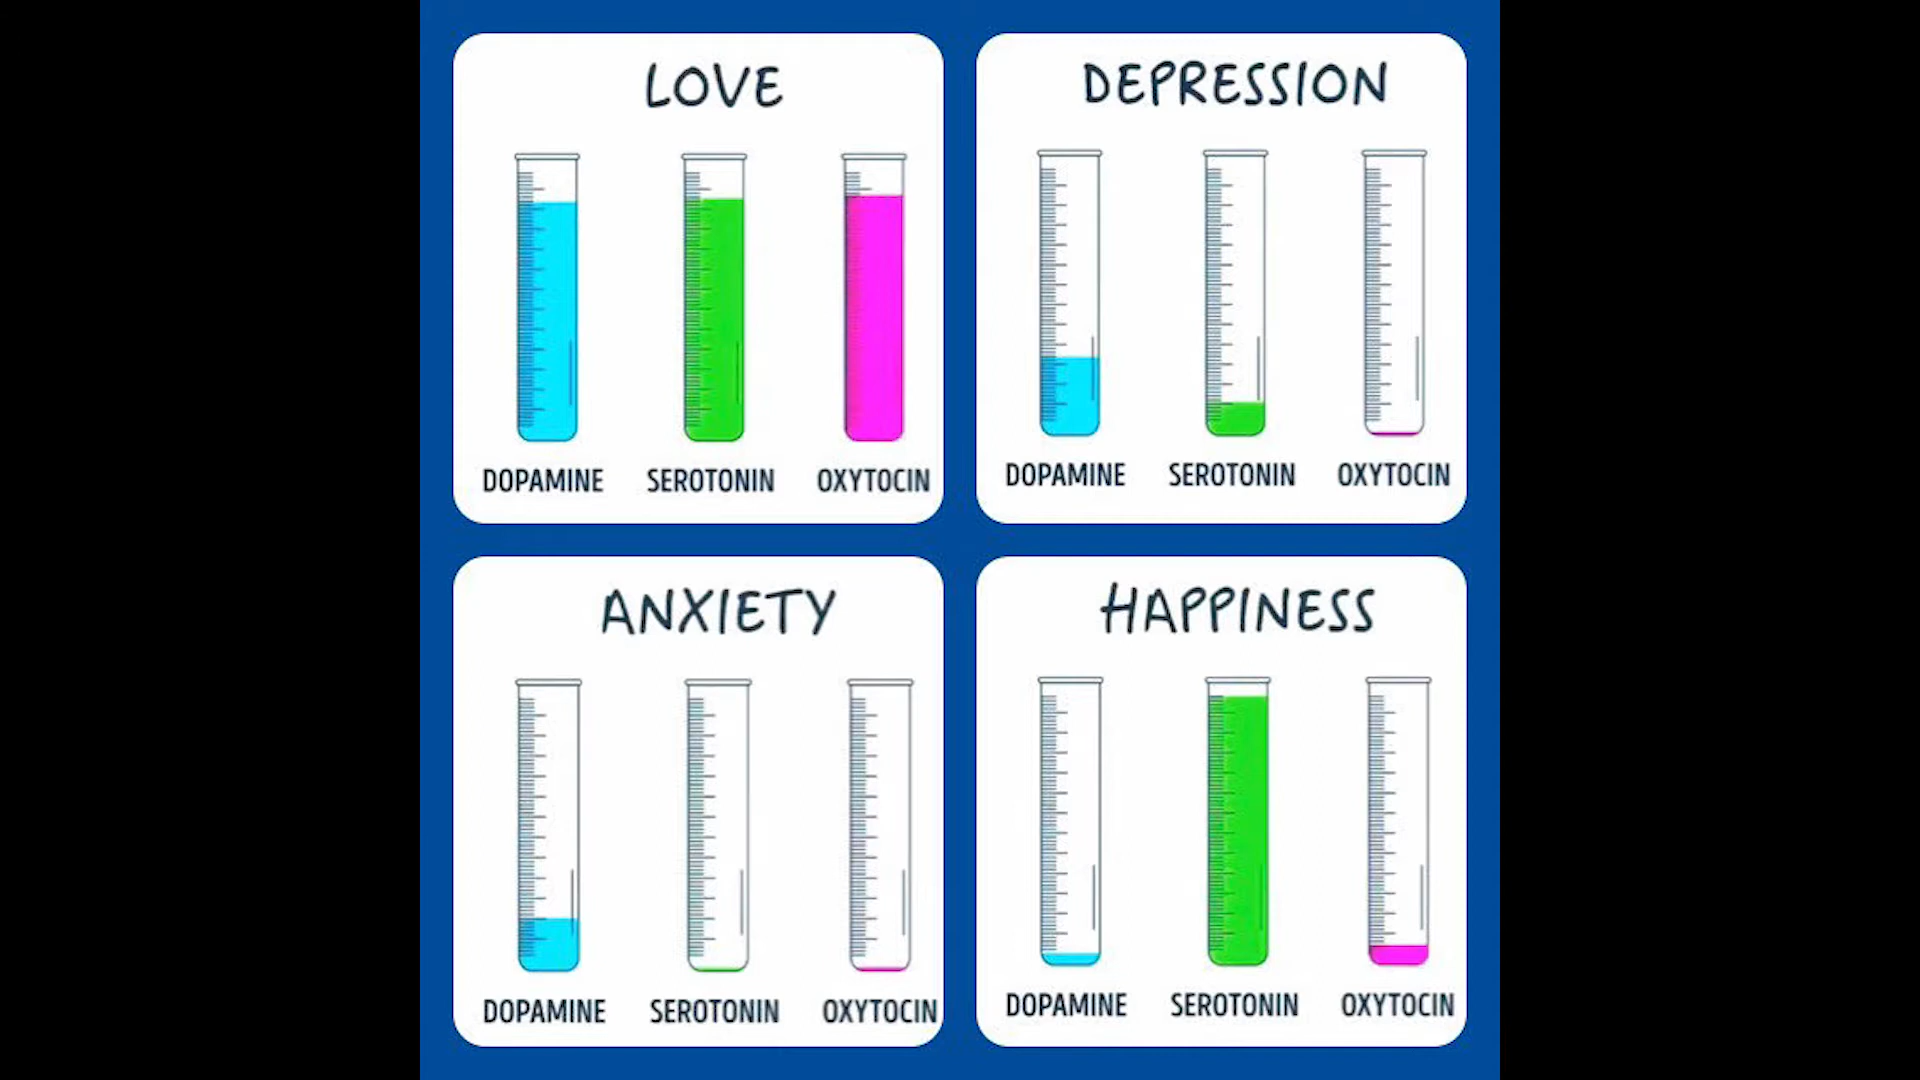 LOVE
DOPAMINE SEROTONIN OXYTOCIN
DEPRESSION
DOPAMINE SEROTONIN OXYTOCIN
ANXIETY
DOPAMINE SEROTONIN OXYTOCIN
HAPPINESS
DOPAMINE SEROTONIN OXYTOCIN